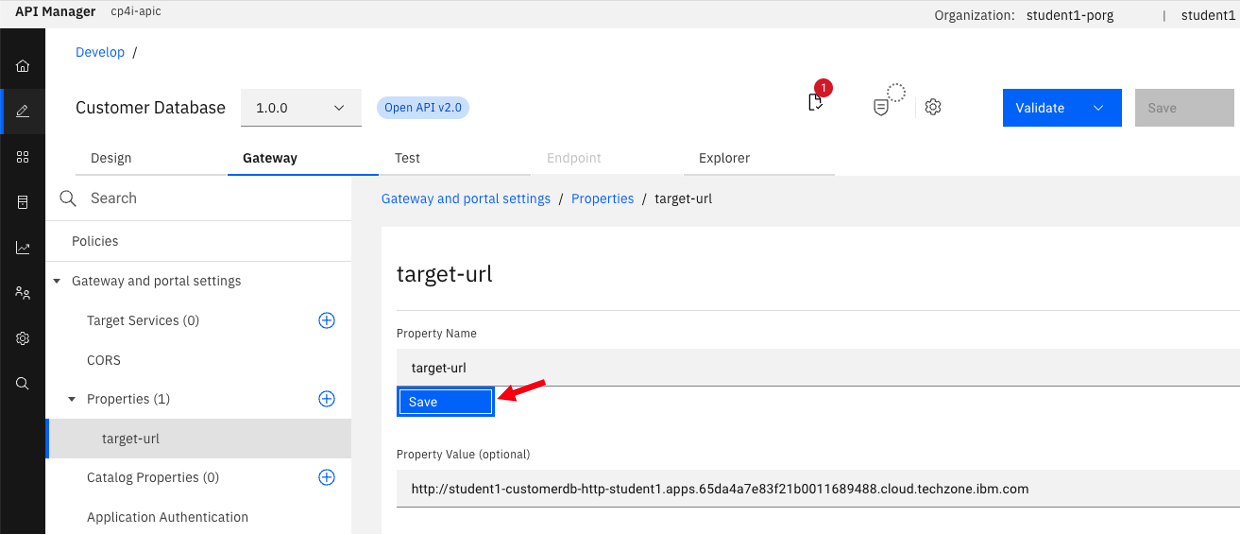 API Manager cp4i-apic
Organization: student1-porg | student1
Develop /
Customer Database 1.0.0 Open API v2.0 1 Validate Save
Design Gateway Test Endpoint Explorer
Search
Gateway and portal settings / Properties / target-url
Policies
Gateway and portal settings
Target Services (0)
CORS
Properties (1)
target-url
Catalog Properties (0)
Application Authentication
target-url
Property Name
target-url
Save
Property Value (optional)
http://student1-customerdb-http-student1.apps.65da4a7e83f21b0011689488.cloud.techzone.ibm.com